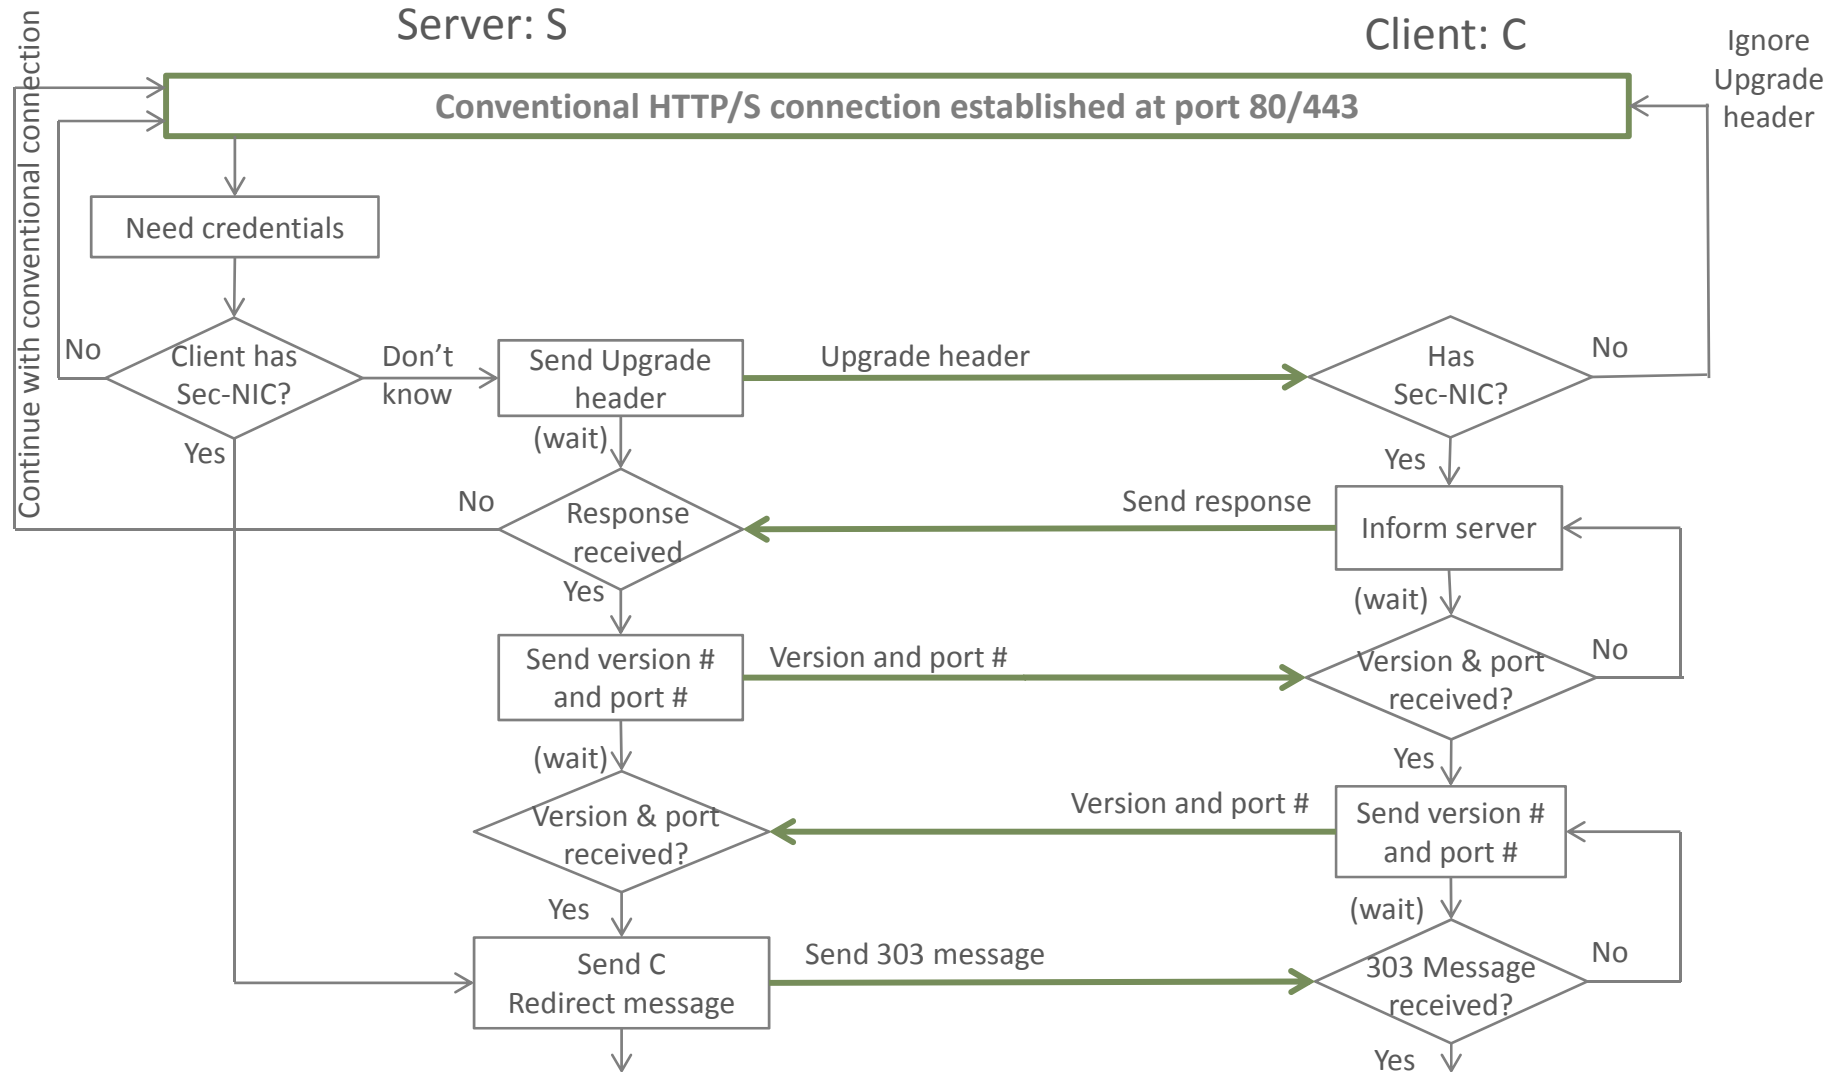 Server: S
Client: C
Ignore
Upgrade
header
Continue with conventional connection
Conventional HTTP/S connection established at port 80/443
Need credentials
No
Client has
Sec-NIC?
Don't
know
Yes
Send Upgrade
header
Upgrade header
Has
Sec-NIC?
No
(wait)
Yes
No
Response
received
Send response
Inform server
Yes
(wait)
Send version #
and port #
Version and port #
Version & port
received?
No
(wait)
Yes
Version & port
received?
Version and port #
Send version #
and port #
Yes
(wait)
Send C
Redirect message
Send 303 message
303 Message
received?
No
Yes